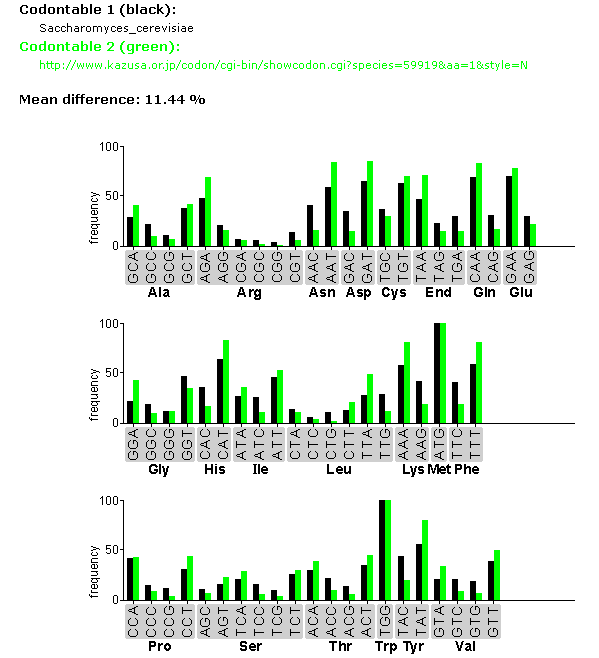 Codontable 1 (black):
Saccharomyces_cerevisiae
Codontable 2 (green):
http://www.kazusa.or.jp/codon/cgi-bin/showcodon.cgi?species=59919&aa=1&style=N
Mean difference: 11.44 %
100
50
0
frequency
GCA GCC GCG GCT AGA AGG CGA CGC CGG CGT AAC AAT GAC GAT TGC TGT TAA TAG TGA CAA CAG GAA GAG
Ala Arg Asn Asp Cys End Gln Glu
100
50
0
frequency
GGA GGC GGG GGT CAC CAT ATA ATC ATT CTA CTC CTG CTT TTA TTG AAA AAG ATG TTC TTT
Gly His Ile Leu Lys Met Phe
100
50
0
frequency
CCA CCC CCG CCT AGC AGT TCA TCC TCG TCT ACA ACC ACG ACT TGG TAC TAT GTA GTC GTG GTT
Pro Ser Thr Trp Tyr Val